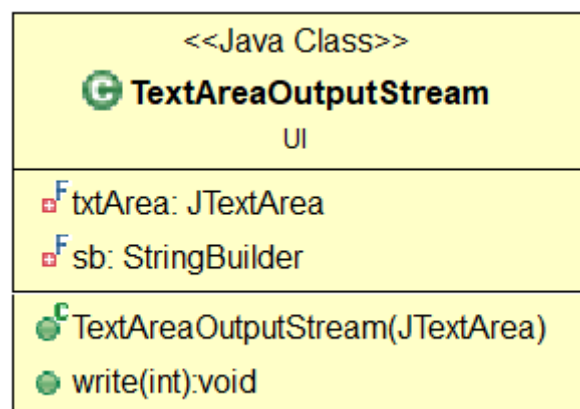 <<Java Class>>
C TextAreaOutputStream
UI
F txtArea: JTextArea
F sb: StringBuilder
C TextAreaOutputStream(JTextArea)
write(int):void